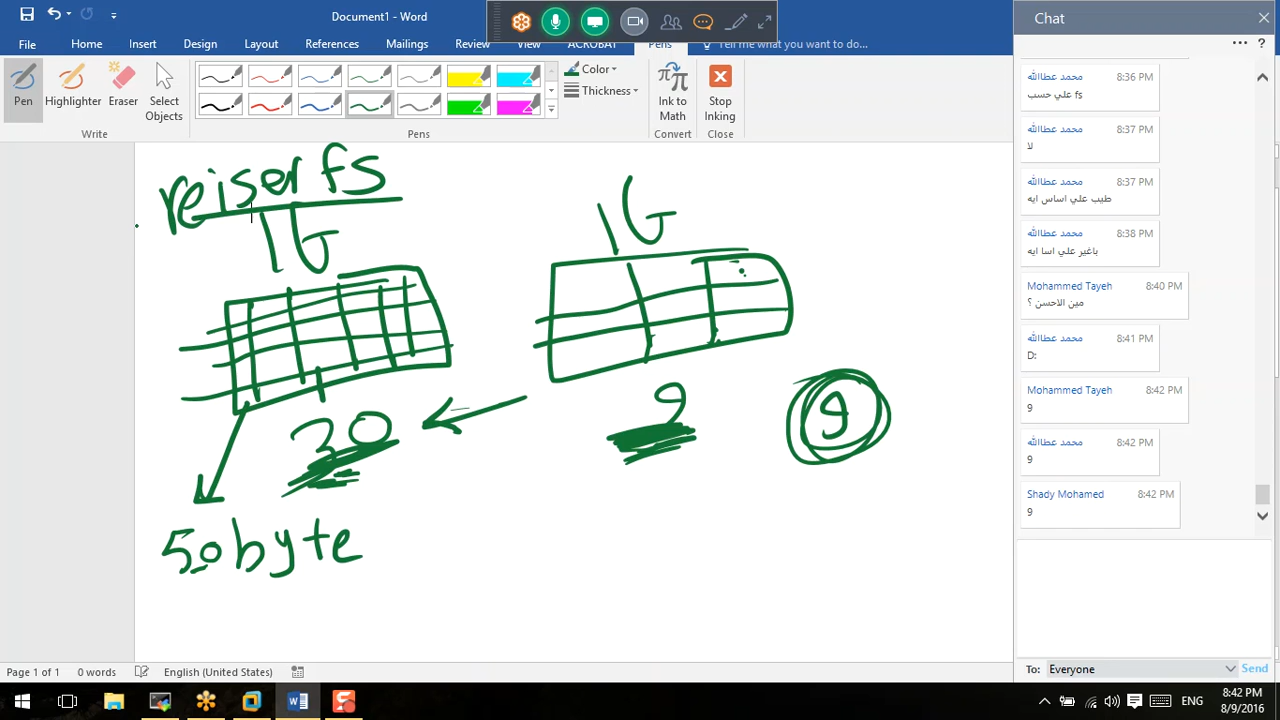 Document1 - Word
File
Home
Insert
Design
Layout
References
Mailings
Review
View
ACROBAT
Pens
Tell me what you want to do...
Pen
Highlighter
Eraser
Select Objects
Color
Thickness
Ink to Math
Stop Inking
Write
Pens
Convert
Close
reiser fs
1G
1G
30
9
9
50 byte
Chat
محمد عطاالله 8:36 PM
علي حسب fs
محمد عطاالله 8:37 PM
لا
محمد عطاالله 8:37 PM
طيب علي اساس ايه
محمد عطاالله 8:38 PM
باغير علي اسا ايه
Mohammed Tayeh 8:40 PM
مين الاحسن ؟
محمد عطاالله 8:41 PM
D:
Mohammed Tayeh 8:42 PM
9
محمد عطاالله 8:42 PM
9
Shady Mohamed 8:42 PM
9
To: Everyone Send
Page 1 of 1
0 words
English (United States)
ENG
8:42 PM
8/9/2016